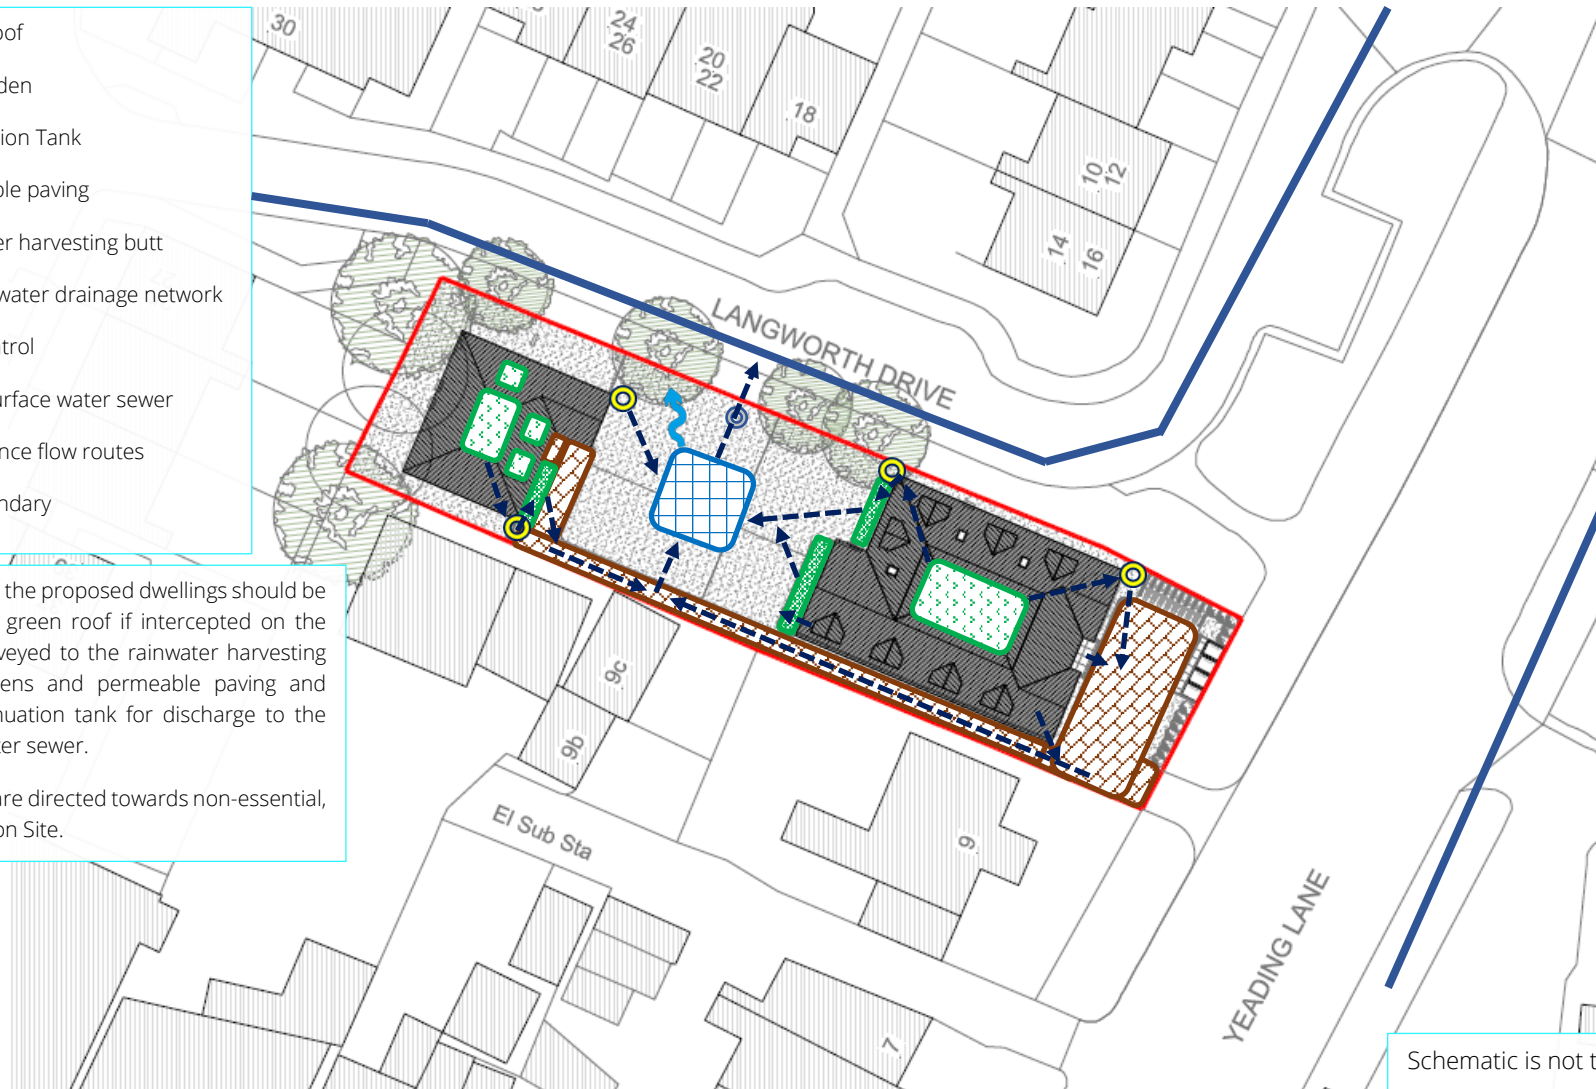 oof
den
ion Tank
ble paving
er harvesting butt
water drainage network
ntrol
urface water sewer
nce flow routes
ndary
the proposed dwellings should be
green roof if intercepted on the
veyed to the rainwater harvesting
ens and permeable paving and
nuation tank for discharge to the
ter sewer.
are directed towards non-essential,
on Site.
30
24
26
20
22
18
10
12
14
16
LANGWORTH DRIVE
9c
9b
El Sub Sta
9
7
YEADING LANE
Schematic is not t